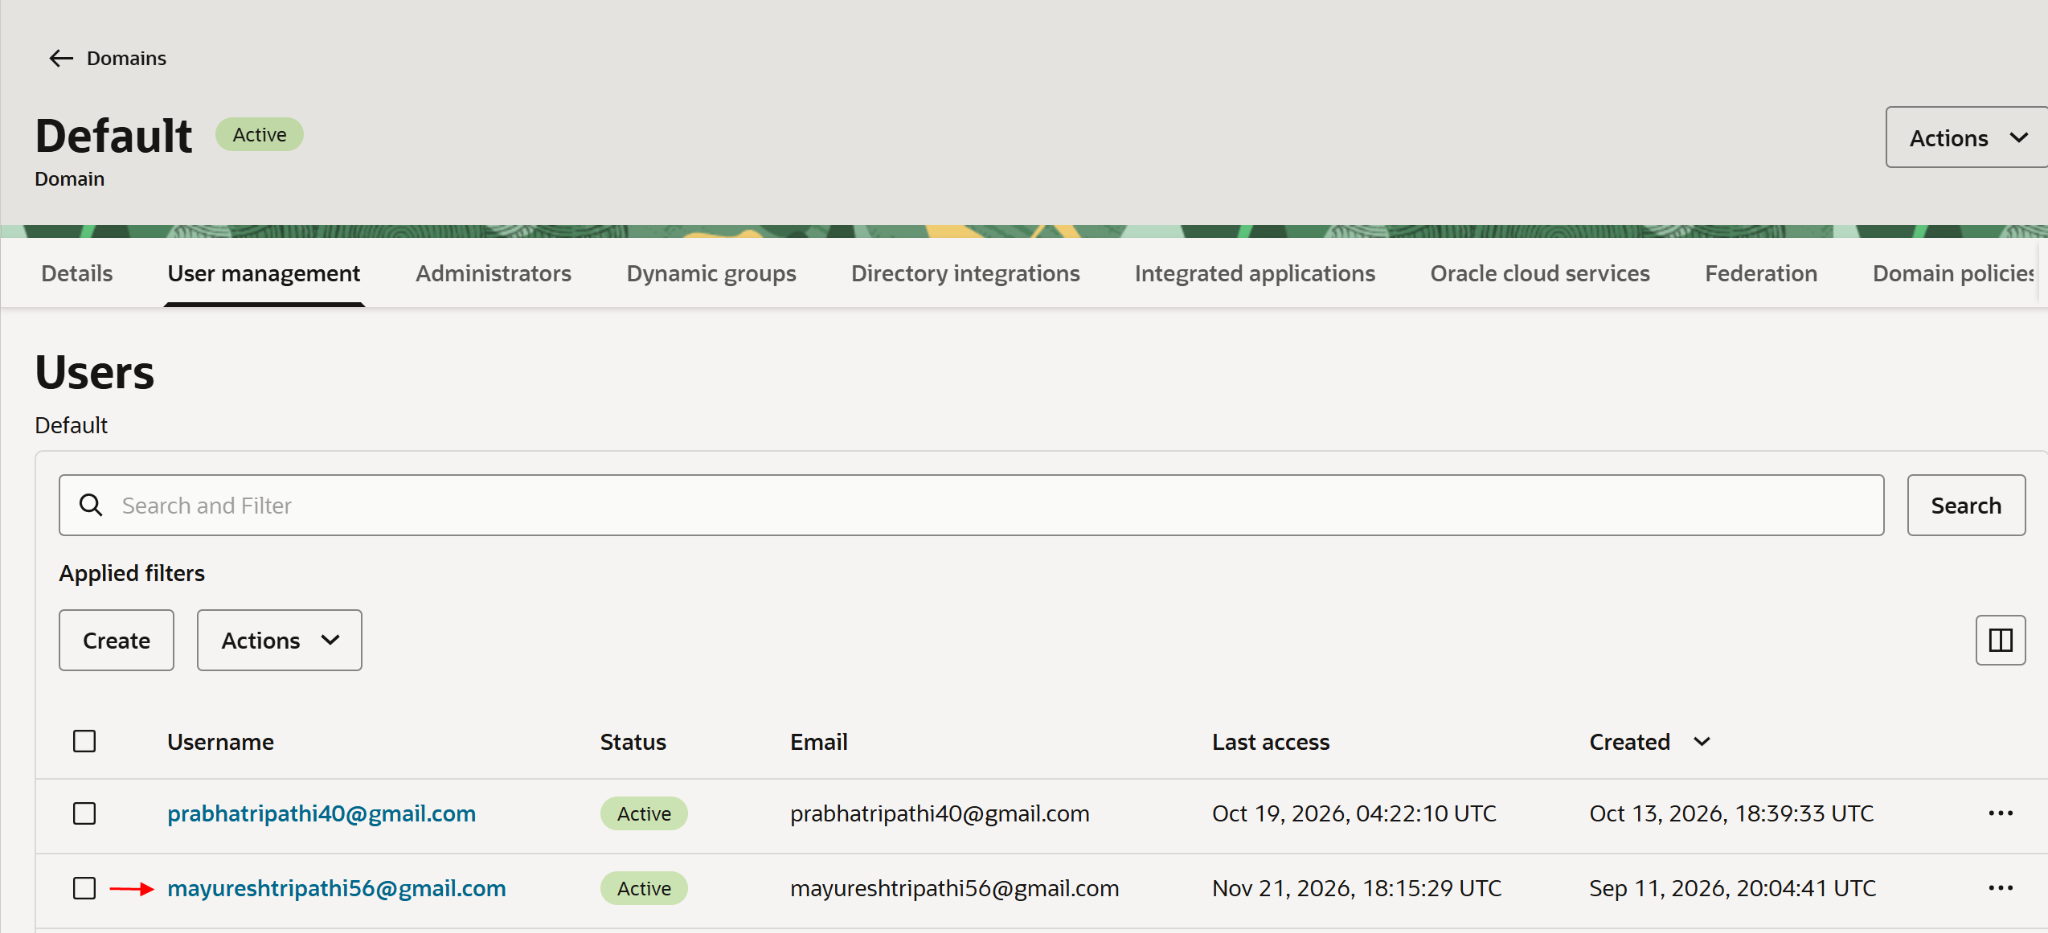 Domains
Default Active
Domain
Actions
Details User management Administrators Dynamic groups Directory integrations Integrated applications Oracle cloud services Federation Domain policies
Users
Default
Search and Filter Search
Applied filters
Create Actions
Username Status Email Last access Created
prabhatripathi40@gmail.com Active prabhatripathi40@gmail.com Oct 19, 2026, 04:22:10 UTC Oct 13, 2026, 18:39:33 UTC
mayureshtripathi56@gmail.com Active mayureshtripathi56@gmail.com Nov 21, 2026, 18:15:29 UTC Sep 11, 2026, 20:04:41 UTC